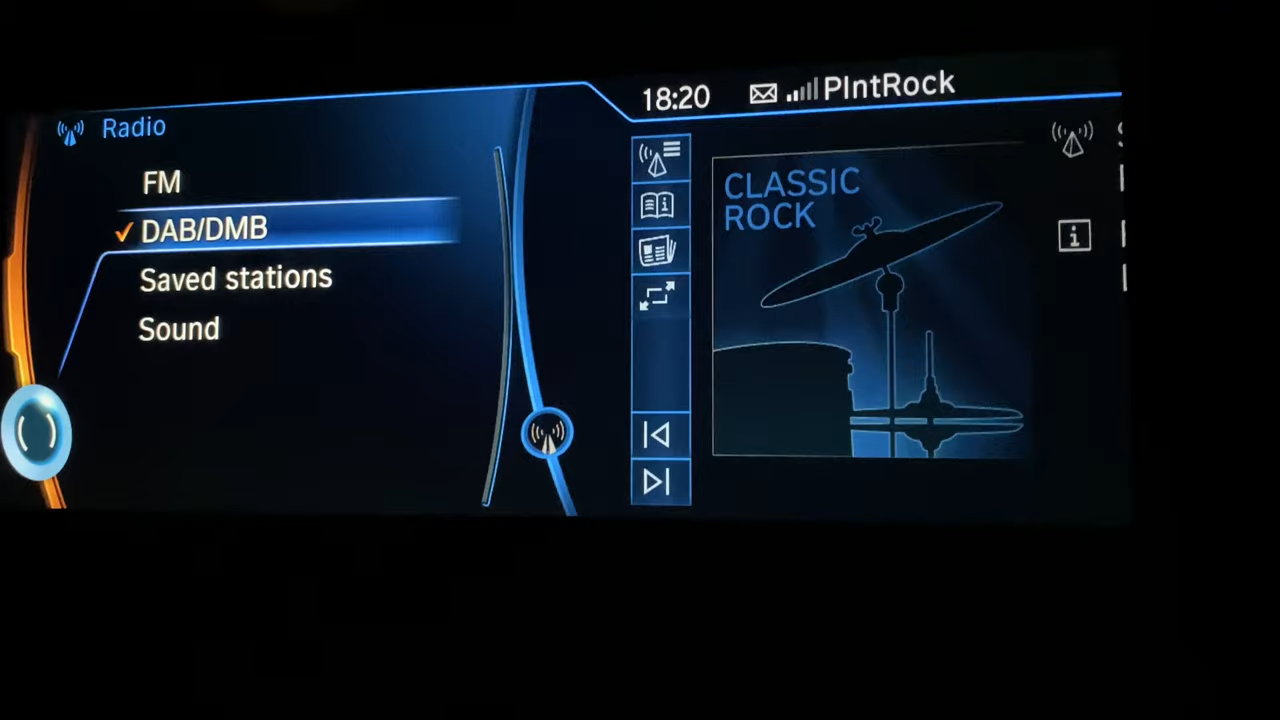 Radio
FM
DAB/DMB
Saved stations
Sound
18:20
PlntRock
CLASSIC
ROCK